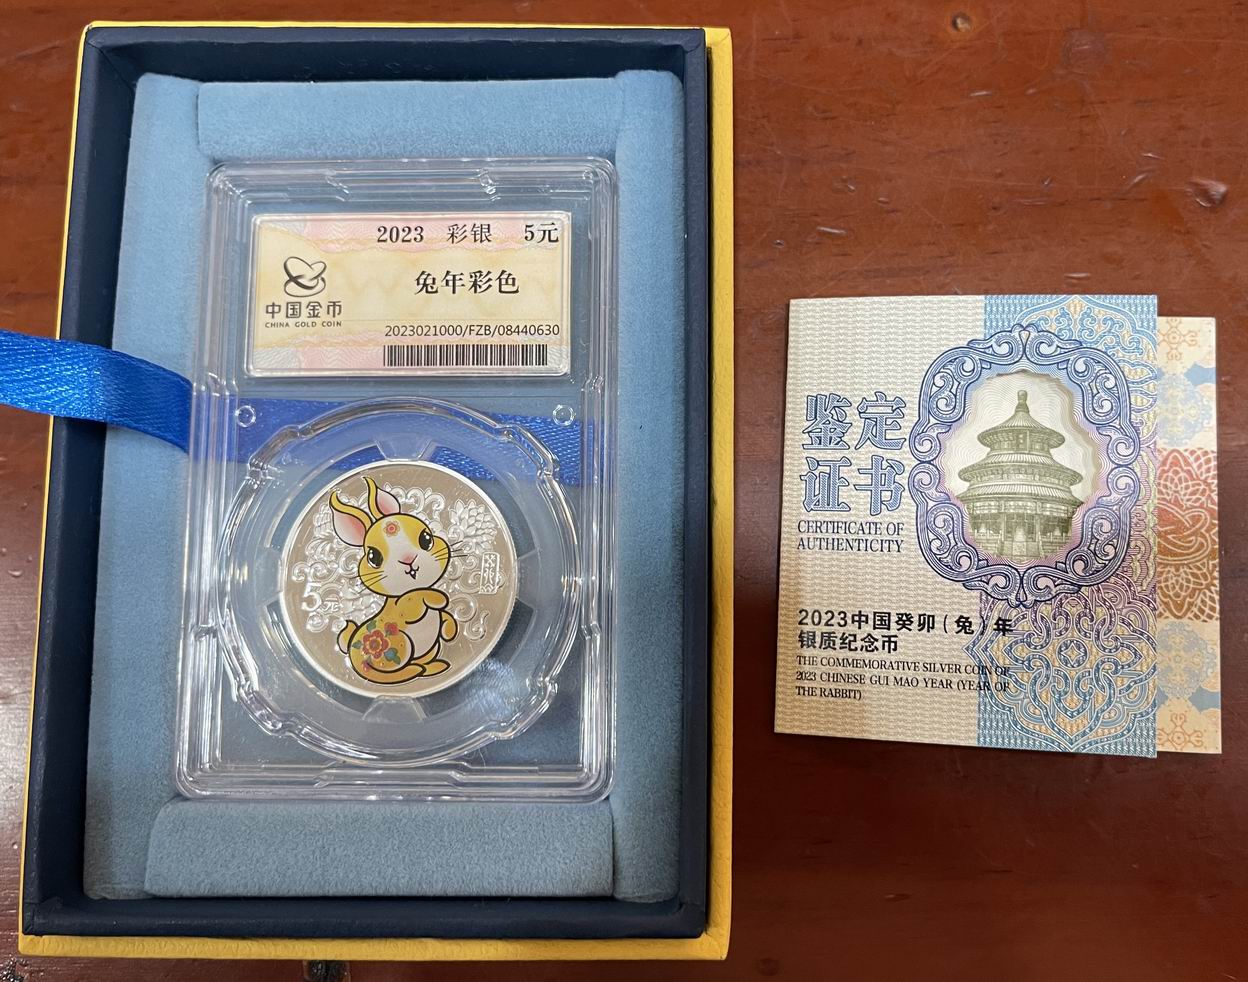 2023 彩银 5元
兔年彩色
中国金币
CHINA GOLD COIN
2023021000/FZB/08440630
5元
鉴定
证书
CERTIFICATE OF
AUTHENTICITY
2023中国癸卯(兔)年
银质纪念币
THE COMMEMORATIVE SILVER COIN OF
2023 CHINESE GUI MAO YEAR (YEAR OF
THE RABBIT)